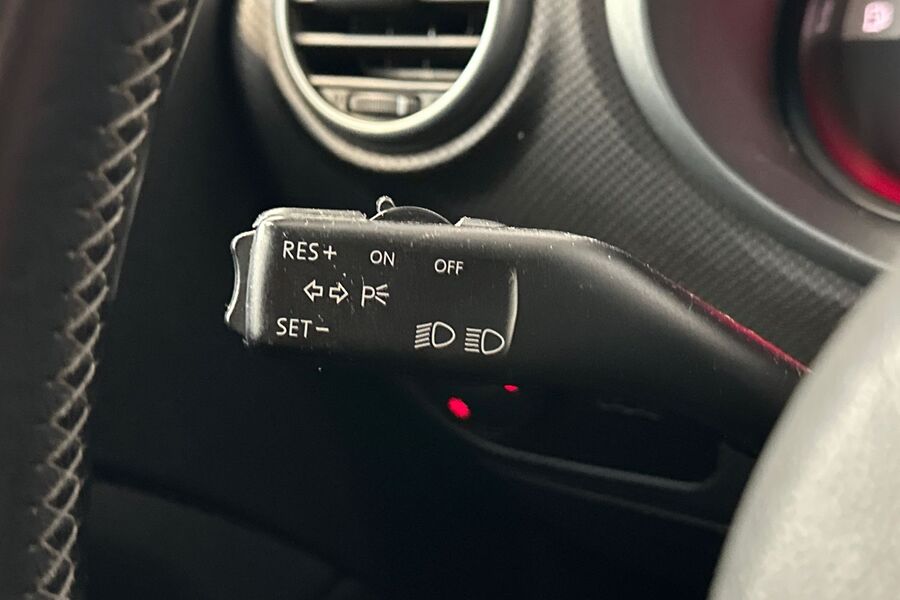 RES+ ON OFF
SET-